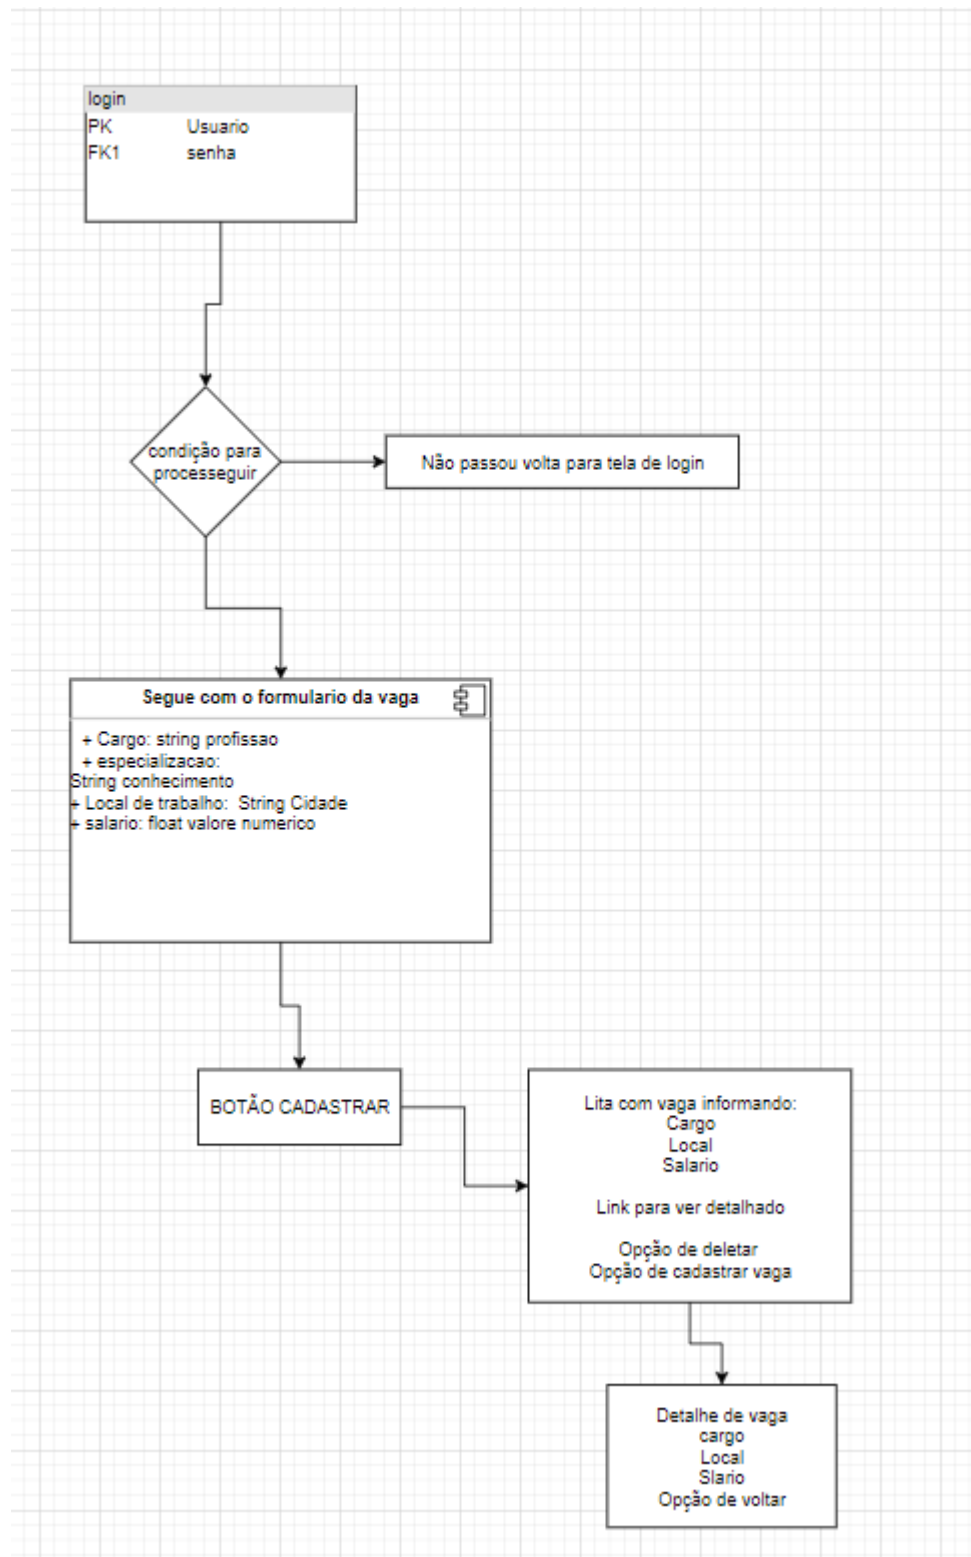 login
PK Usuario
FK1 senha
condição para
processeguir
Não passou volta para tela de login
Segue com o formulario da vaga
+ Cargo: string profissao
+ especializacao:
String conhecimento
+ Local de trabalho: String Cidade
+ salario: float valore numerico
BOTÃO CADASTRAR
Lita com vaga informando:
Cargo
Local
Salario
Link para ver detalhado
Opção de deletar
Opção de cadastrar vaga
Detalhe de vaga
cargo
Local
Slario
Opção de voltar